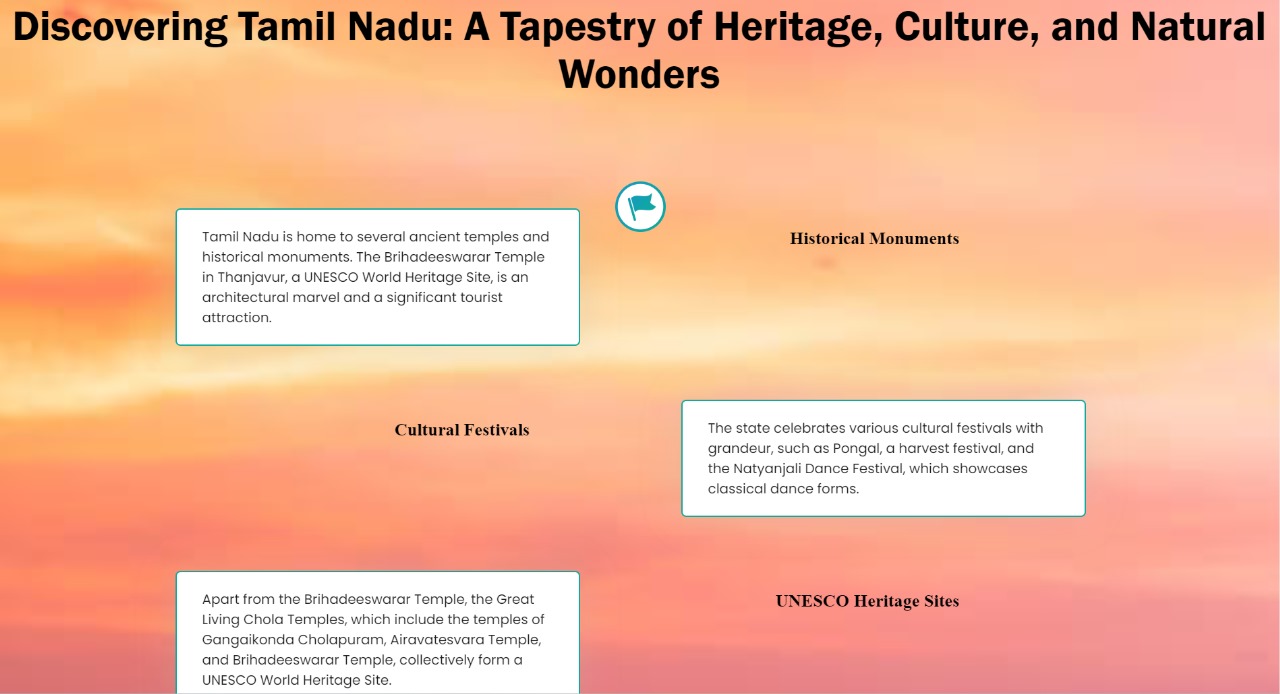 Discovering Tamil Nadu: A Tapestry of Heritage, Culture, and Natural
Wonders
Tamil Nadu is home to several ancient temples and
historical monuments. The Brihadeeswarar Temple
in Thanjavur, a UNESCO World Heritage Site, is an
architectural marvel and a significant tourist
attraction.
Historical Monuments
Cultural Festivals
The state celebrates various cultural festivals with
grandeur, such as Pongal, a harvest festival, and
the Natyanjali Dance Festival, which showcases
classical dance forms.
Apart from the Brihadeeswarar Temple, the Great
Living Chola Temples, which include the temples of
Gangaikonda Cholapuram, Airavatesvara Temple,
and Brihadeeswarar Temple, collectively form a
UNESCO World Heritage Site.
UNESCO Heritage Sites